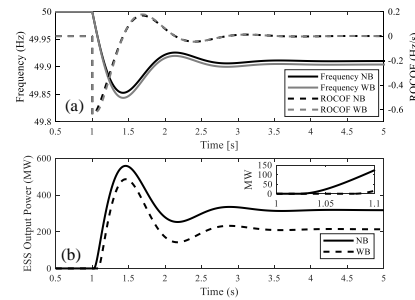 50
49.95
49.9
49.85
49.8
Frequency (Hz)
0.2
0
-0.2
-0.4
-0.6
ROCOF (Hz/s)
(a)
Frequency NB
Frequency WB
ROCOF NB
ROCOF WB
0.5 1 1.5 2 2.5 3 3.5 4 4.5 5
Time [s]
600
400
200
0
ESS Output Power (MW)
150
100
50
0
MW
1 1.05 1.1
(b)
NB
WB
0.5 1 1.5 2 2.5 3 3.5 4 4.5 5
Time (s)